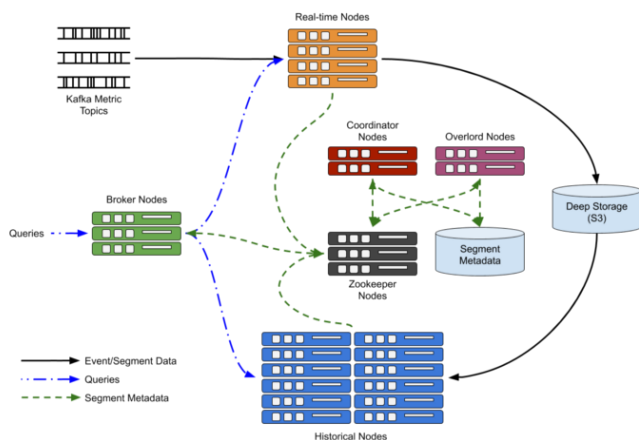 Real-time Nodes
Kafka Metric
Topics
Coordinator
Nodes
Overlord Nodes
Broker Nodes
Deep Storage
(S3)
Queries
Segment
Metadata
Zookeeper
Nodes
Event/Segment Data
Queries
Segment Metadata
Historical Nodes